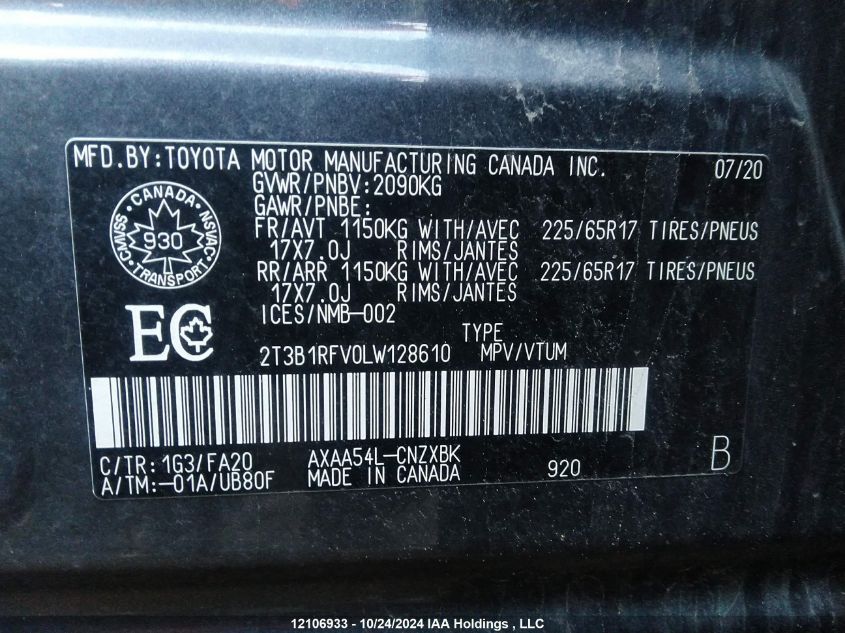 MFD.BY:TOYOTA MOTOR MANUFACTURING CANADA INC. 07/20
GVWR/PNBV:2090KG
GAWR/PNBE:
FR/AVT 1150KG WITH/AVEC 225/65R17 TIRES/PNEUS
17X7.0J RIMS/JANTES
RR/ARR 1150KG WITH/AVEC 225/65R17 TIRES/PNEUS
17X7.0J RIMS/JANTES
ICES/NMB-002
CANADA
CMVSS
930
NSVAC
TRANSPORT
EC
TYPE
2T3B1RFV0LW128610 MPV/VTUM
C/TR: 1G3/FA20 AXAA54L-CNZXBK 920 B
A/TM:-01A/UB80F MADE IN CANADA
12106933 - 10/24/2024 IAA Holdings , LLC